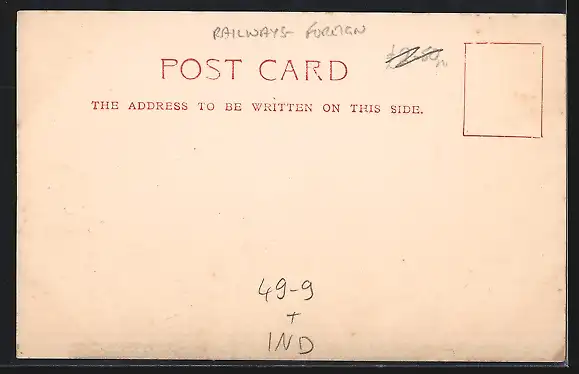 RAILWAYS - FOREIGN
POST CARD
THE ADDRESS TO BE WRITTEN ON THIS SIDE.
49-9
+
IND